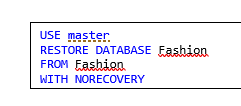 USE master
RESTORE DATABASE Fashion
FROM Fashion
WITH NORECOVERY